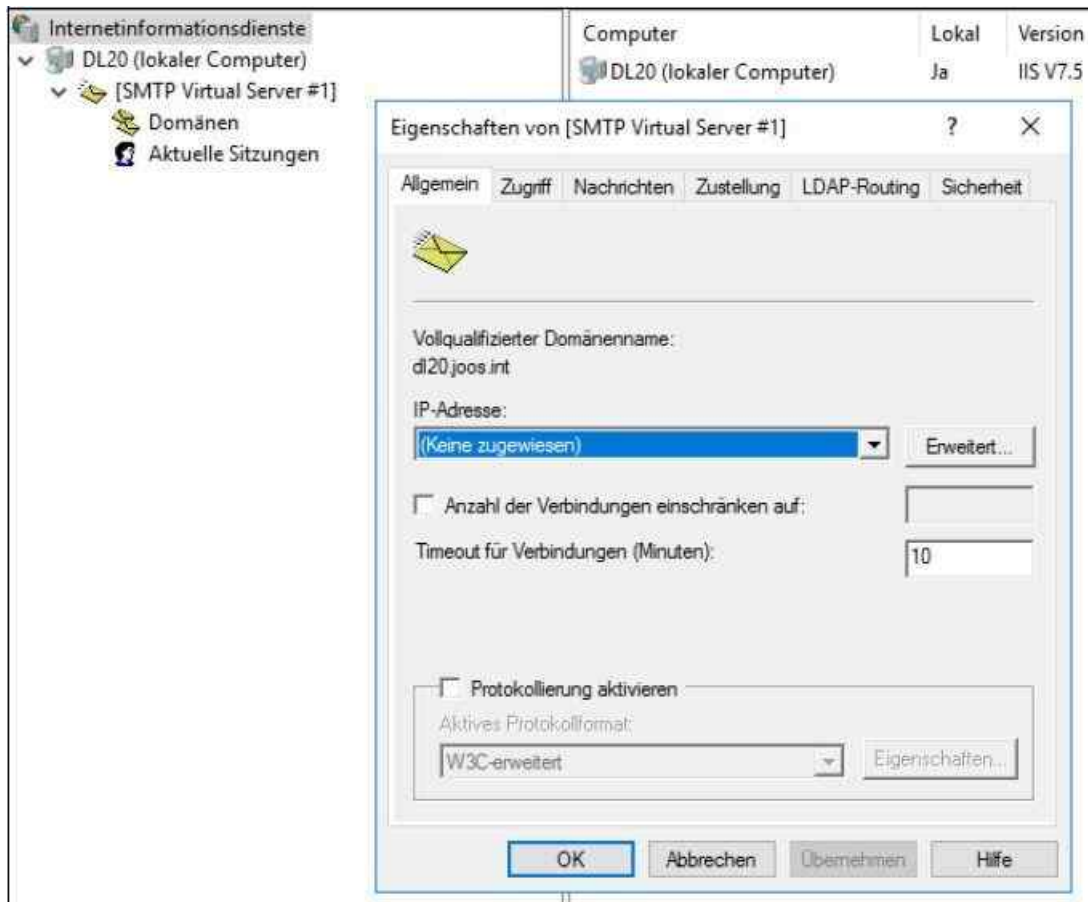 Internetinformationsdienste
DL20 (lokaler Computer)
[SMTP Virtual Server #1]
Domänen
Aktuelle Sitzungen
Computer Lokal Version
DL20 (lokaler Computer) Ja IIS V7.5
Eigenschaften von [SMTP Virtual Server #1] ?
Allgemein Zugriff Nachrichten Zustellung LDAP-Routing Sicherheit
Vollqualifizierter Domänenname:
dl20.joos.int
IP-Adresse:
(Keine zugewiesen) Erweitert...
Anzahl der Verbindungen einschränken auf:
Timeout für Verbindungen (Minuten): 10
Protokollierung aktivieren
Aktives Protokollformat:
W3C-erweitert Eigenschaften...
OK Abbrechen Übernehmen Hilfe